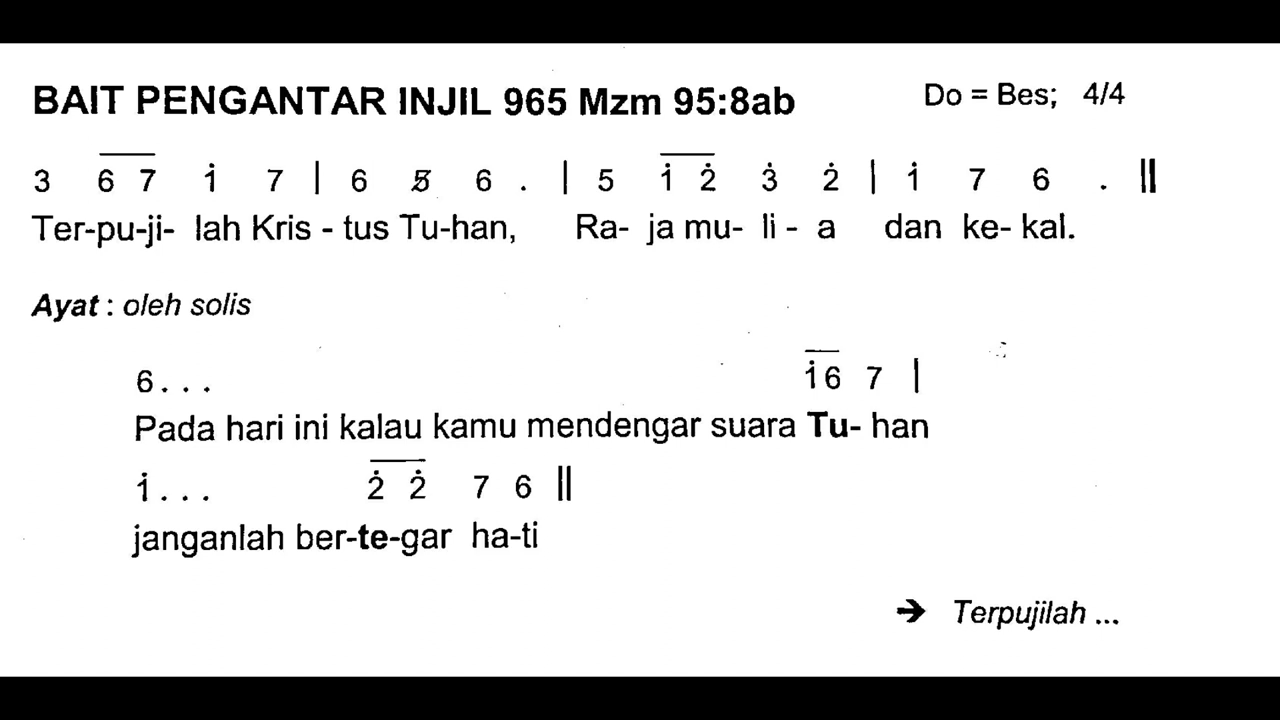 BAIT PENGANTAR INJIL 965 Mzm 95:8ab Do = Bes; 4/4
3 6̅ 7̅ 1̇ 7 | 6 5̸ 6 . | 5 1̇̅ 2̇̅ 3̇ 2̇ | 1̇ 7 6 . ||
Ter-pu-ji- lah Kris - tus Tu-han, Ra- ja mu- li - a dan ke- kal.
Ayat : oleh solis
6 . . . 1̇̅6̅ 7 |
Pada hari ini kalau kamu mendengar suara Tu- han
1̇ . . . 2̇̅ 2̇̅ 7 6 ||
janganlah ber-te-gar ha-ti
→ Terpujilah ...